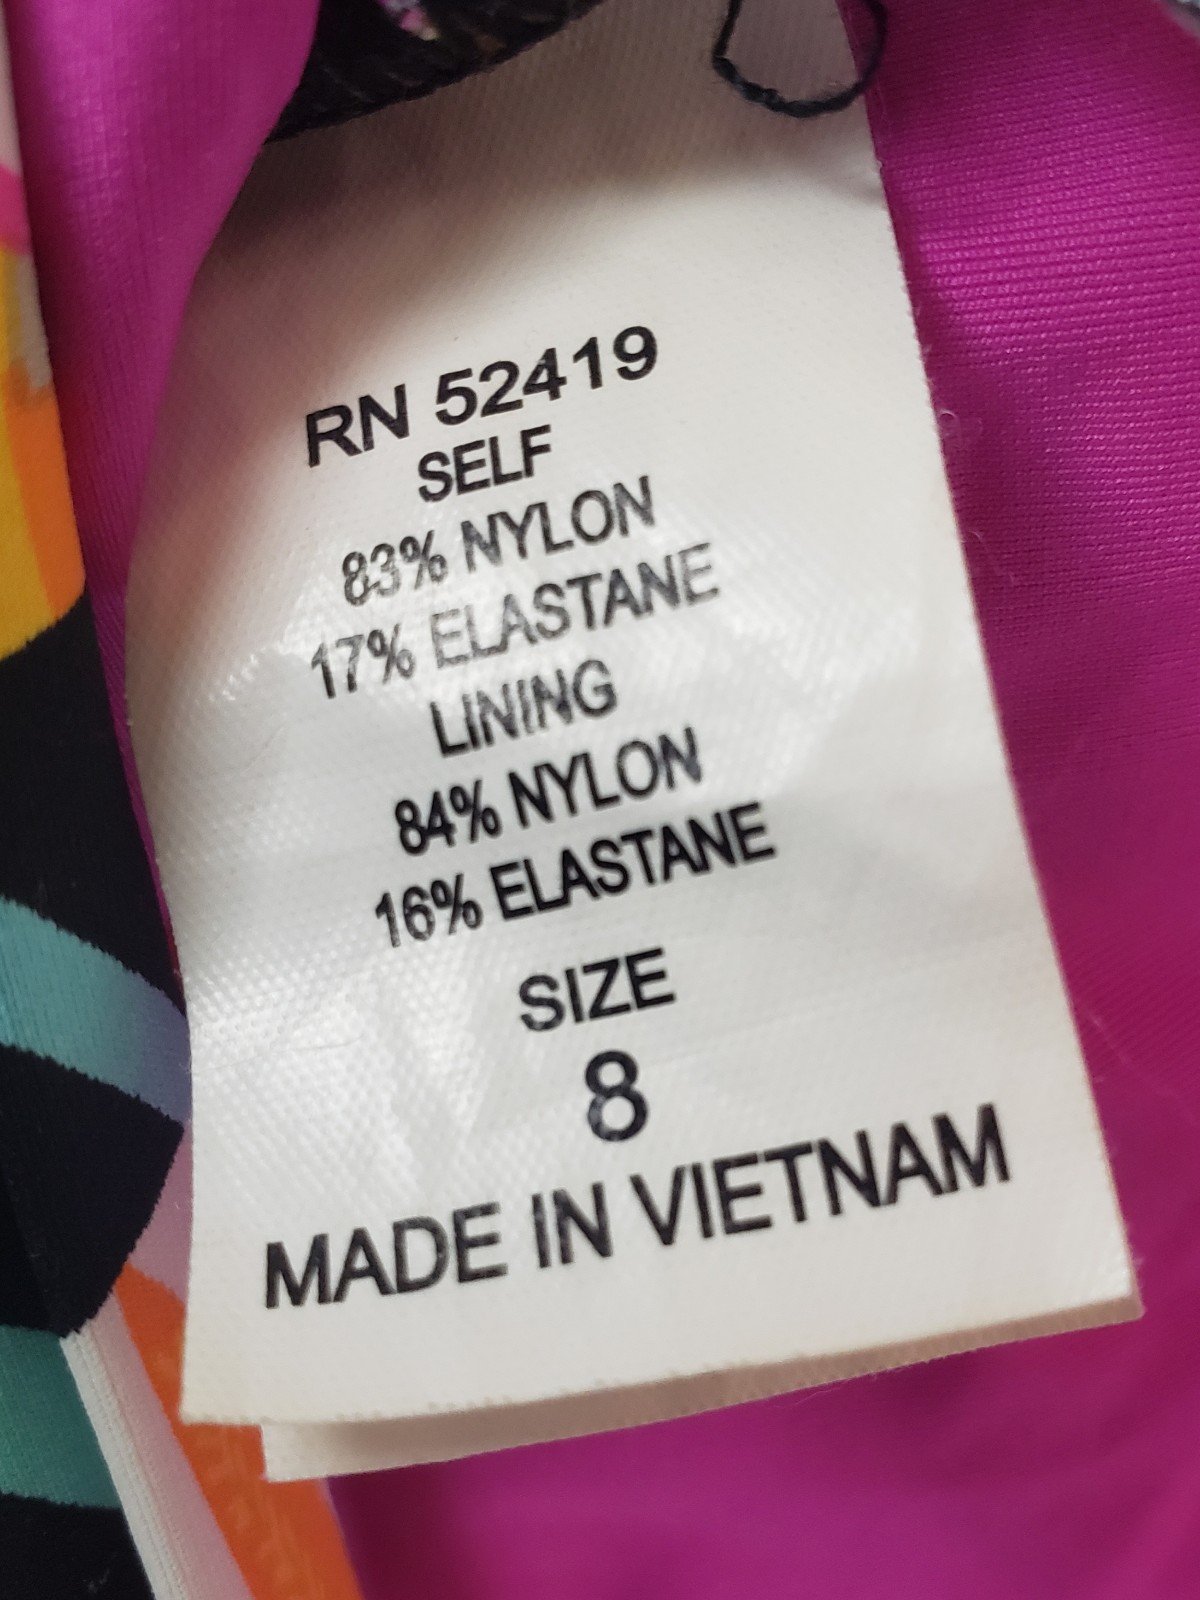 RN 52419
SELF
83% NYLON
17% ELASTANE
LINING
84% NYLON
16% ELASTANE
SIZE
8
MADE IN VIETNAM